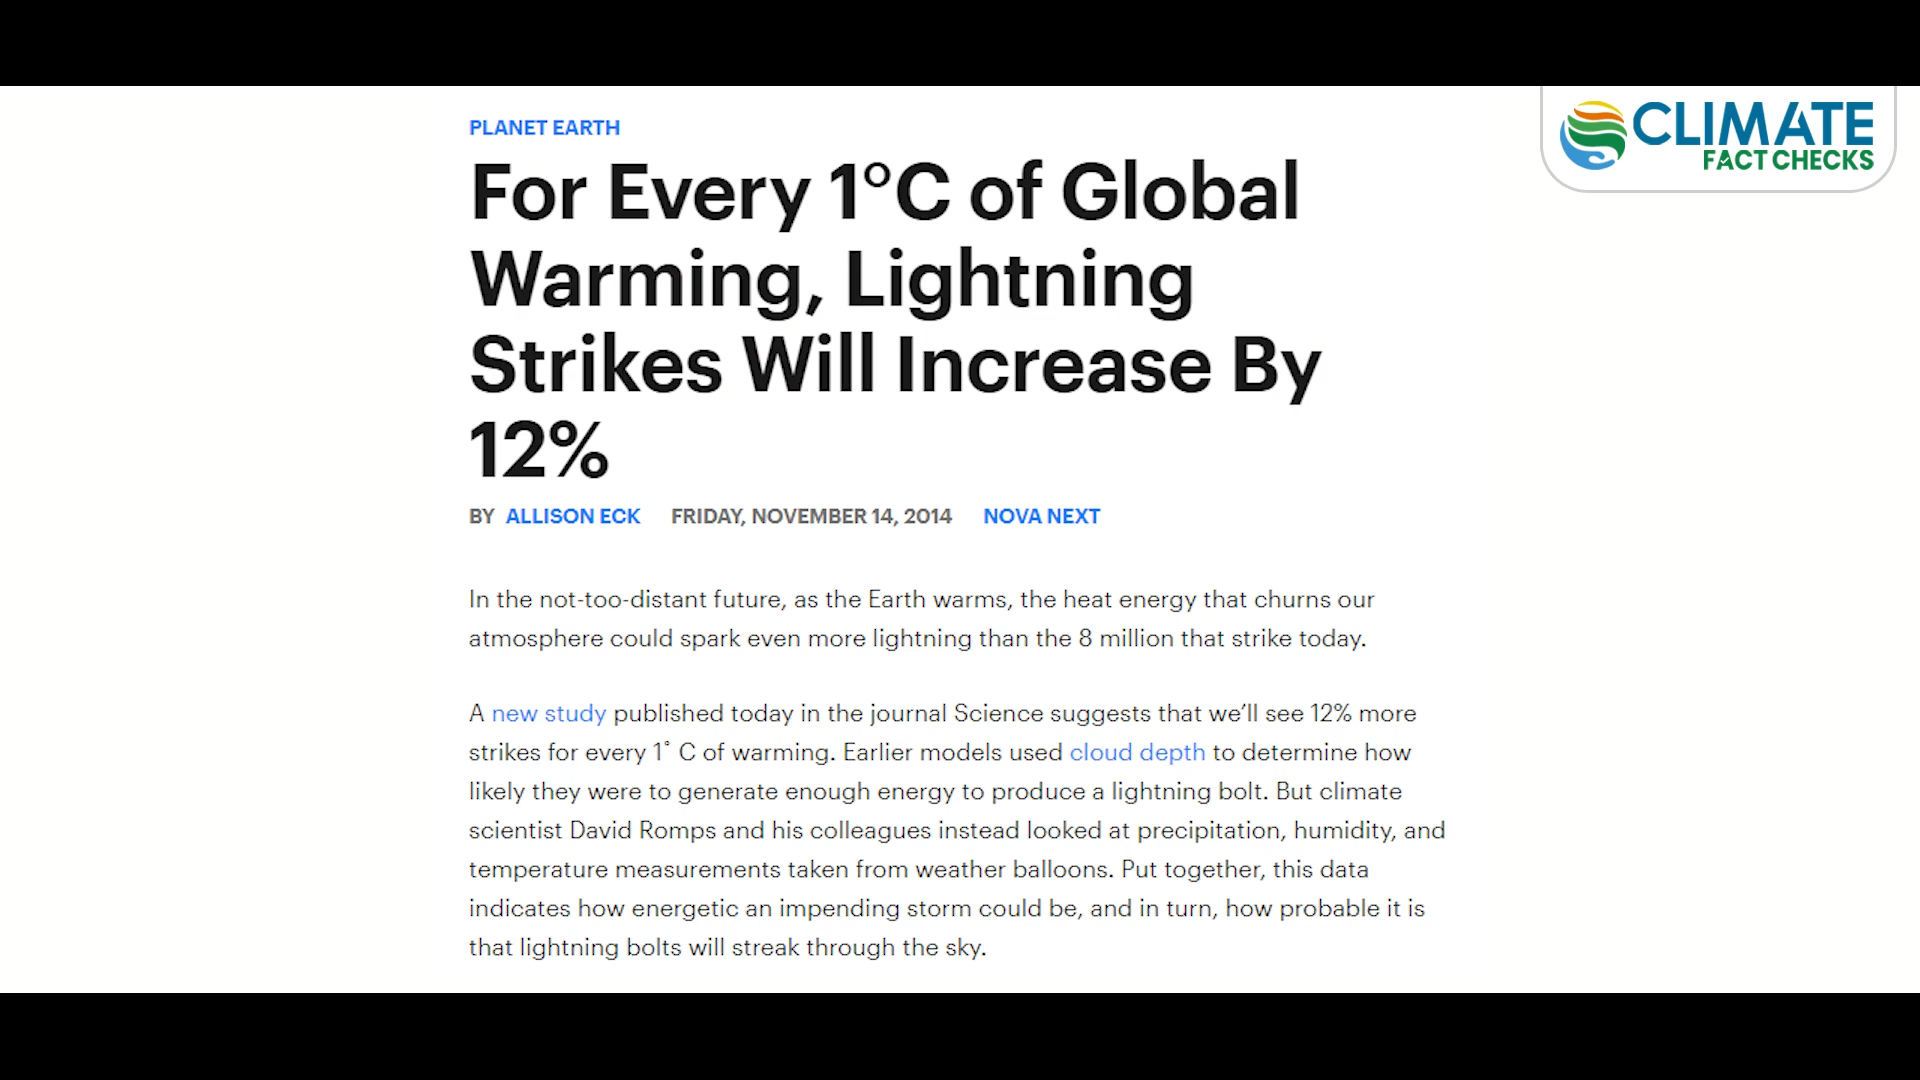 CLIMATE
FACT CHECKS
PLANET EARTH
For Every 1°C of Global
Warming, Lightning
Strikes Will Increase By
12%
BY ALLISON ECK FRIDAY, NOVEMBER 14, 2014 NOVA NEXT
In the not-too-distant future, as the Earth warms, the heat energy that churns our
atmosphere could spark even more lightning than the 8 million that strike today.
A new study published today in the journal Science suggests that we’ll see 12% more
strikes for every 1˚ C of warming. Earlier models used cloud depth to determine how
likely they were to generate enough energy to produce a lightning bolt. But climate
scientist David Romps and his colleagues instead looked at precipitation, humidity, and
temperature measurements taken from weather balloons. Put together, this data
indicates how energetic an impending storm could be, and in turn, how probable it is
that lightning bolts will streak through the sky.